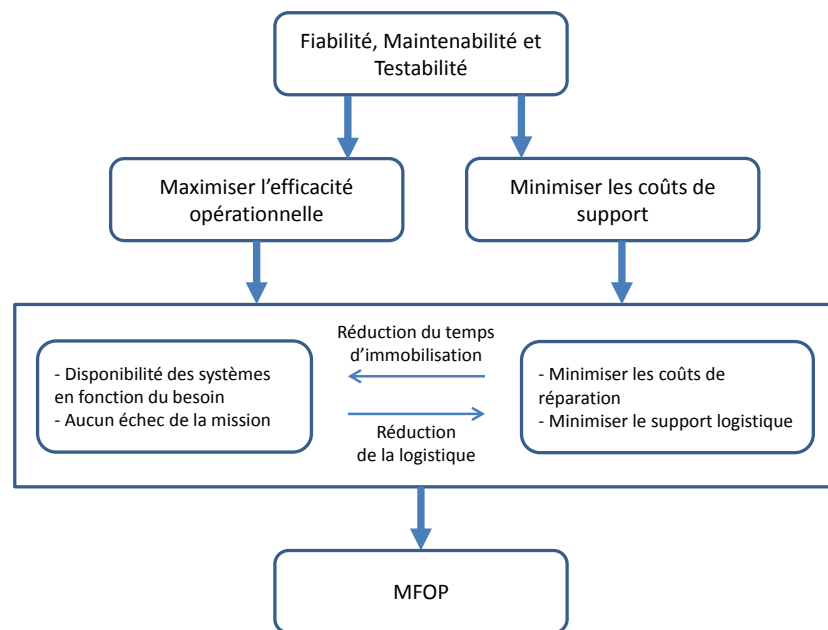 Fiabilité, Maintenabilité et
Testabilité
Maximiser l'efficacité
opérationnelle
Minimiser les coûts de
support
Réduction du temps
d'immobilisation
- Disponibilité des systèmes
en fonction du besoin
- Aucun échec de la mission
- Minimiser les coûts de
réparation
- Minimiser le support logistique
Réduction
de la logistique
MFOP